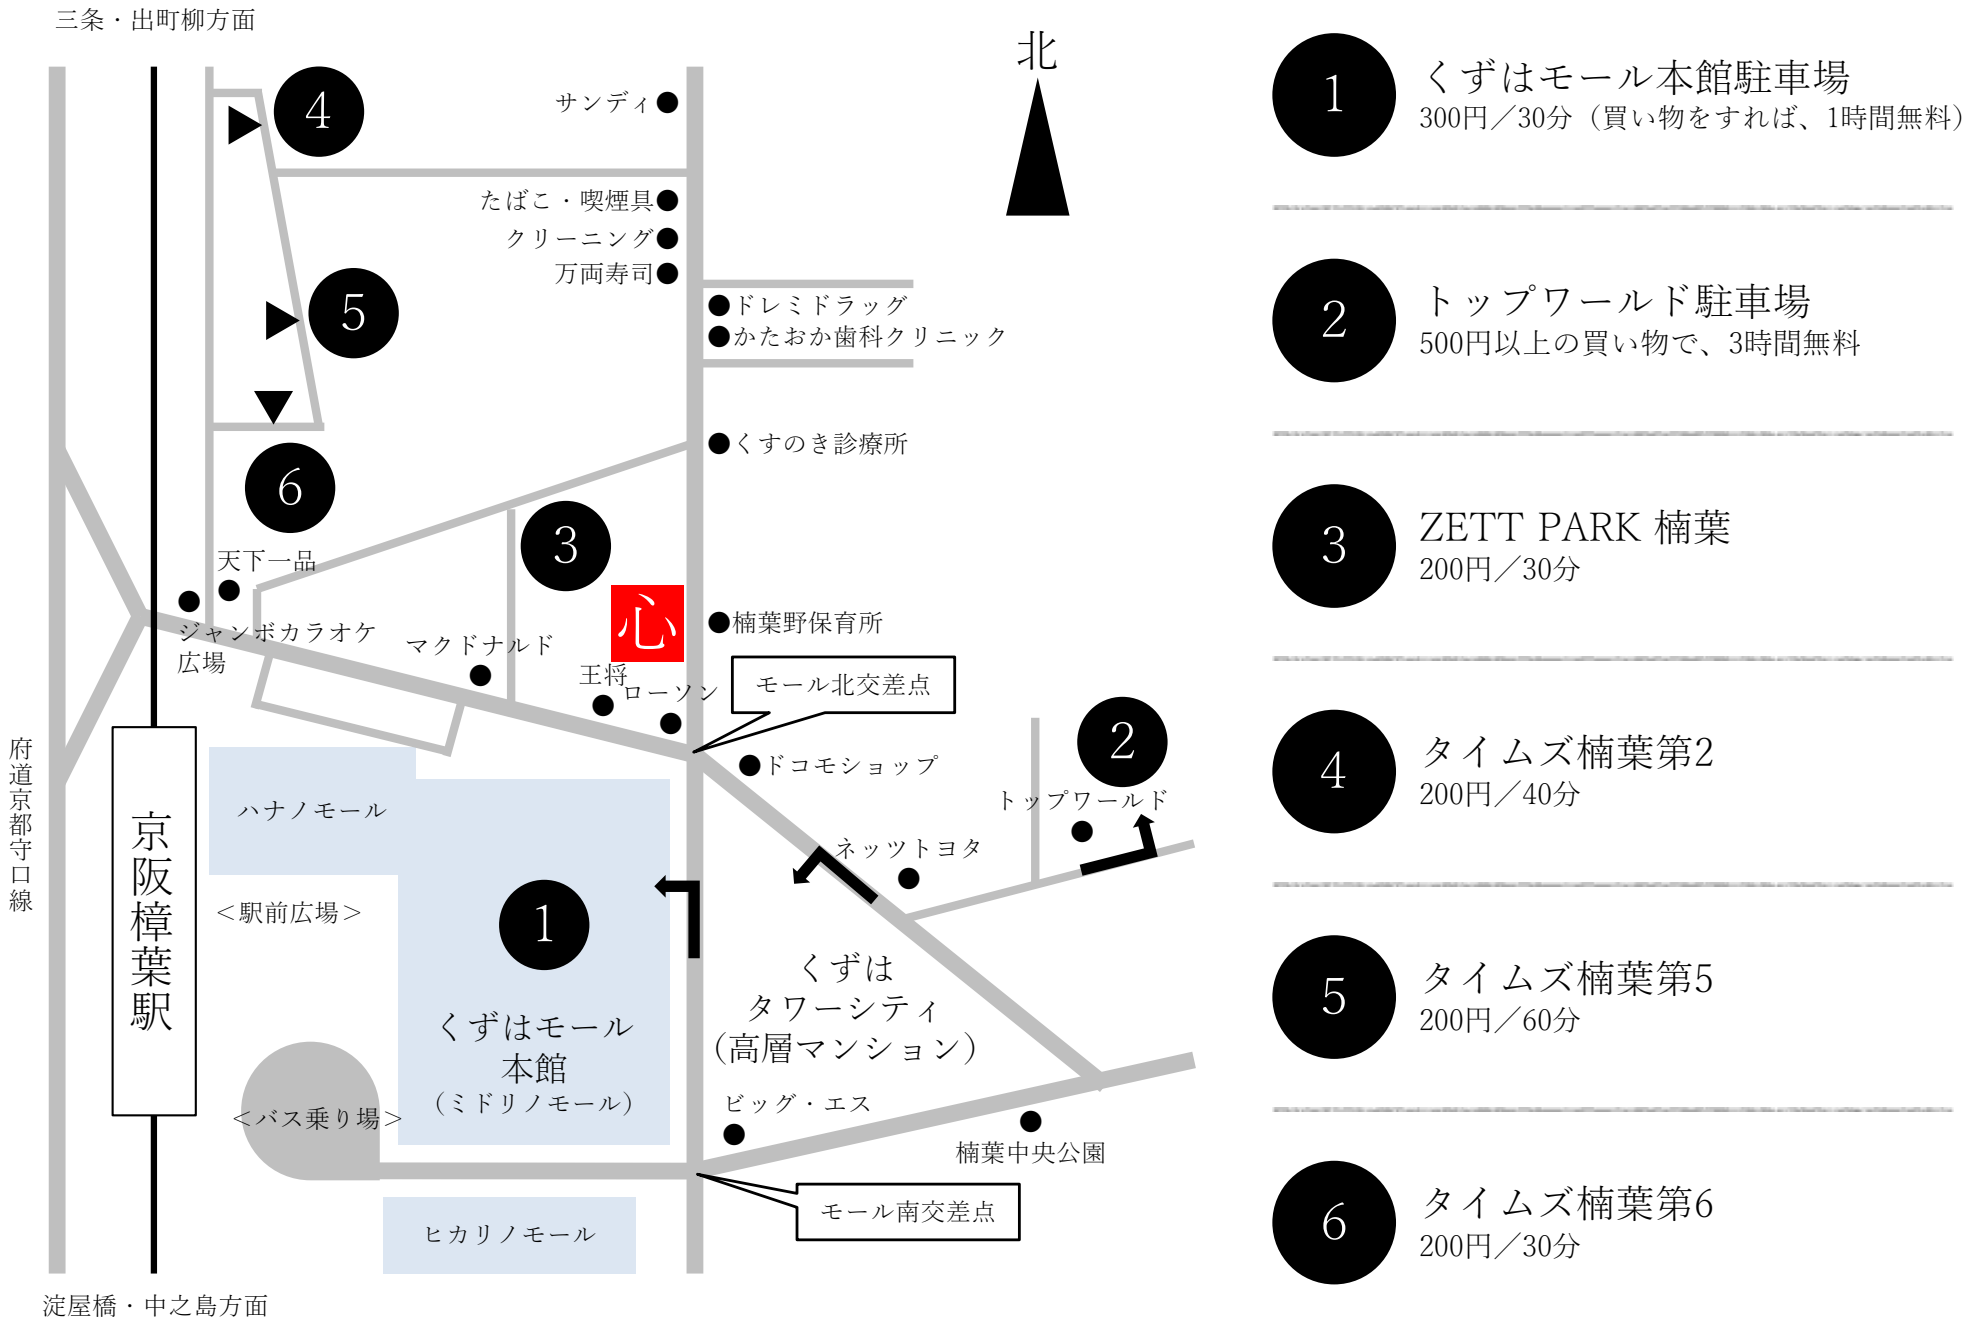 三条・出町柳方面
北
4
サンディ
たばこ・喫煙具
クリーニング
万両寿司
5
ドレミドラッグ
かたおか歯科クリニック
くすのき診療所
6
3
天下一品
心
楠葉野保育所
ジャンボカラオケ
広場
マクドナルド
王将
ローソン
モール北交差点
2
府道京都守口線
ドコモショップ
トップワールド
ハナノモール
ネッツトヨタ
京阪樟葉駅
＜駅前広場＞
1
くずは
タワーシティ
（高層マンション）
くずはモール
本館
（ミドリノモール）
＜バス乗り場＞
ビッグ・エス
楠葉中央公園
モール南交差点
ヒカリノモール
淀屋橋・中之島方面
1
くずはモール本館駐車場
300円／30分（買い物をすれば、1時間無料）
2
トップワールド駐車場
500円以上の買い物で、3時間無料
3
ZETT PARK 楠葉
200円／30分
4
タイムズ楠葉第2
200円／40分
5
タイムズ楠葉第5
200円／60分
6
タイムズ楠葉第6
200円／30分